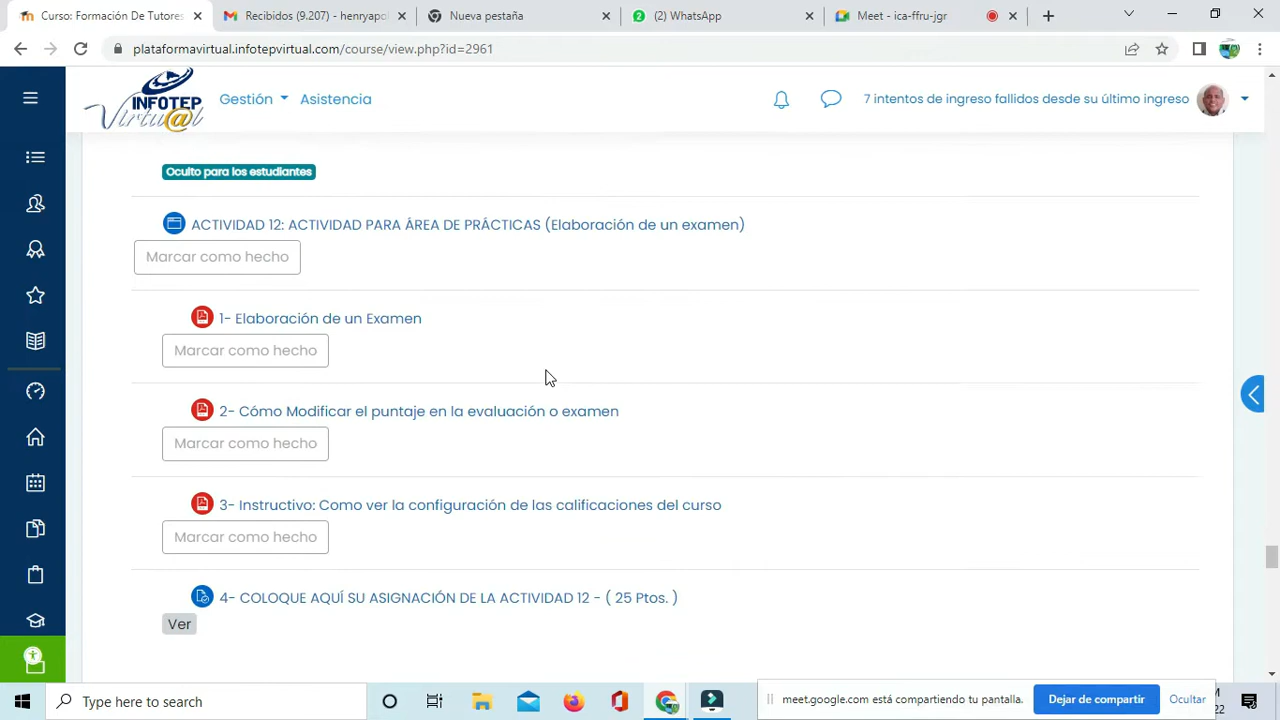 Curso: Formación De Tutores
Recibidos (9.207) - henryapo
Nueva pestaña
(2) WhatsApp
Meet - ica-ffru-jgr
plataformavirtual.infotepvirtual.com/course/view.php?id=2961
INFOTEP
Virtu@l
Gestión
Asistencia
7 intentos de ingreso fallidos desde su último ingreso
Oculto para los estudiantes
ACTIVIDAD 12: ACTIVIDAD PARA ÁREA DE PRÁCTICAS (Elaboración de un examen)
Marcar como hecho
1- Elaboración de un Examen
Marcar como hecho
2- Cómo Modificar el puntaje en la evaluación o examen
Marcar como hecho
3- Instructivo: Como ver la configuración de las calificaciones del curso
Marcar como hecho
4- COLOQUE AQUÍ SU ASIGNACIÓN DE LA ACTIVIDAD 12 - ( 25 Ptos. )
Ver
Type here to search
meet.google.com está compartiendo tu pantalla.
Dejar de compartir
Ocultar